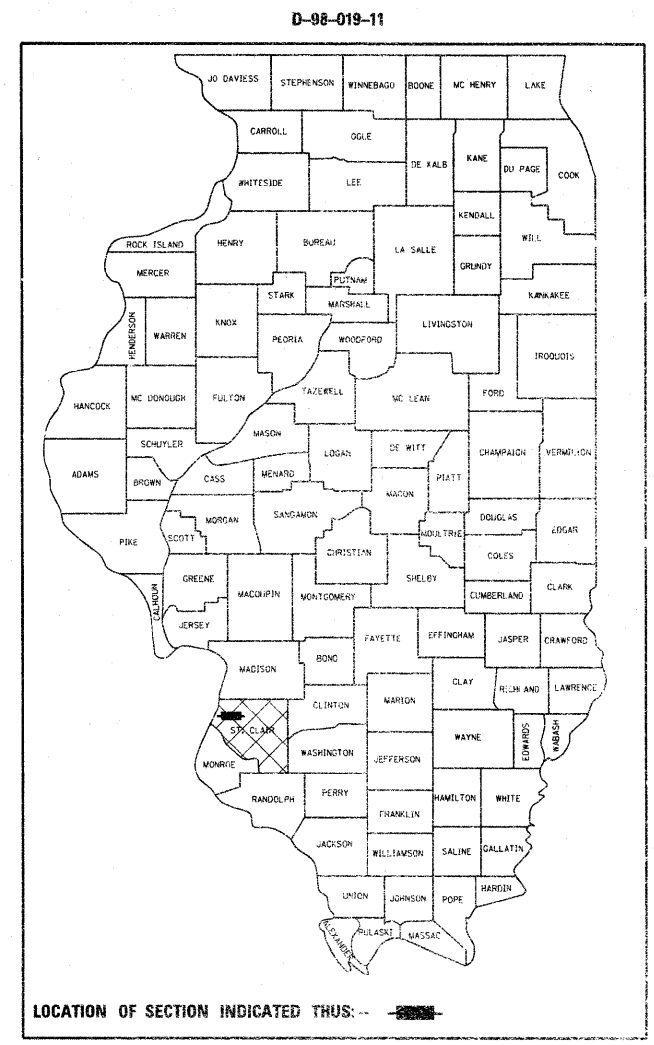 D-98-019-11
JO DAVIESS STEPHENSON WINNEBAGO BOONE MC HENRY LAKE
CARROLL OGLE
DE KALB KANE DU PAGE COOK
WHITESIDE LEE
KENDALL
ROCK ISLAND HENRY BUREAU LA SALLE WILL
MERCER GRUNDY
PUTNAM
STARK MARSHALL KANKAKEE
HENDERSON WARREN KNOX PEORIA WOODFORD LIVINGSTON
IROQUOIS
HANCOCK MC DONOUGH FULTON TAZEWELL MC LEAN FORD
MASON
SCHUYLER LOGAN DE WITT CHAMPAIGN VERMILION
ADAMS BROWN CASS MENARD PIATT
MACON
MORGAN SANGAMON DOUGLAS EDGAR
PIKE SCOTT MOULTRIE
CHRISTIAN COLES
GREENE SHELBY
CALHOUN MACOUPIN MONTGOMERY CUMBERLAND CLARK
JERSEY
FAYETTE EFFINGHAM JASPER CRAWFORD
MADISON BOND
CLAY RICHLAND LAWRENCE
CLINTON MARION
ST. CLAIR WAYNE EDWARDS WABASH
WASHINGTON JEFFERSON
MONROE
RANDOLPH PERRY HAMILTON WHITE
FRANKLIN
JACKSON WILLIAMSON SALINE GALLATIN
UNION JOHNSON POPE HARDIN
ALEXANDER PULASKI MASSAC
LOCATION OF SECTION INDICATED THUS: --